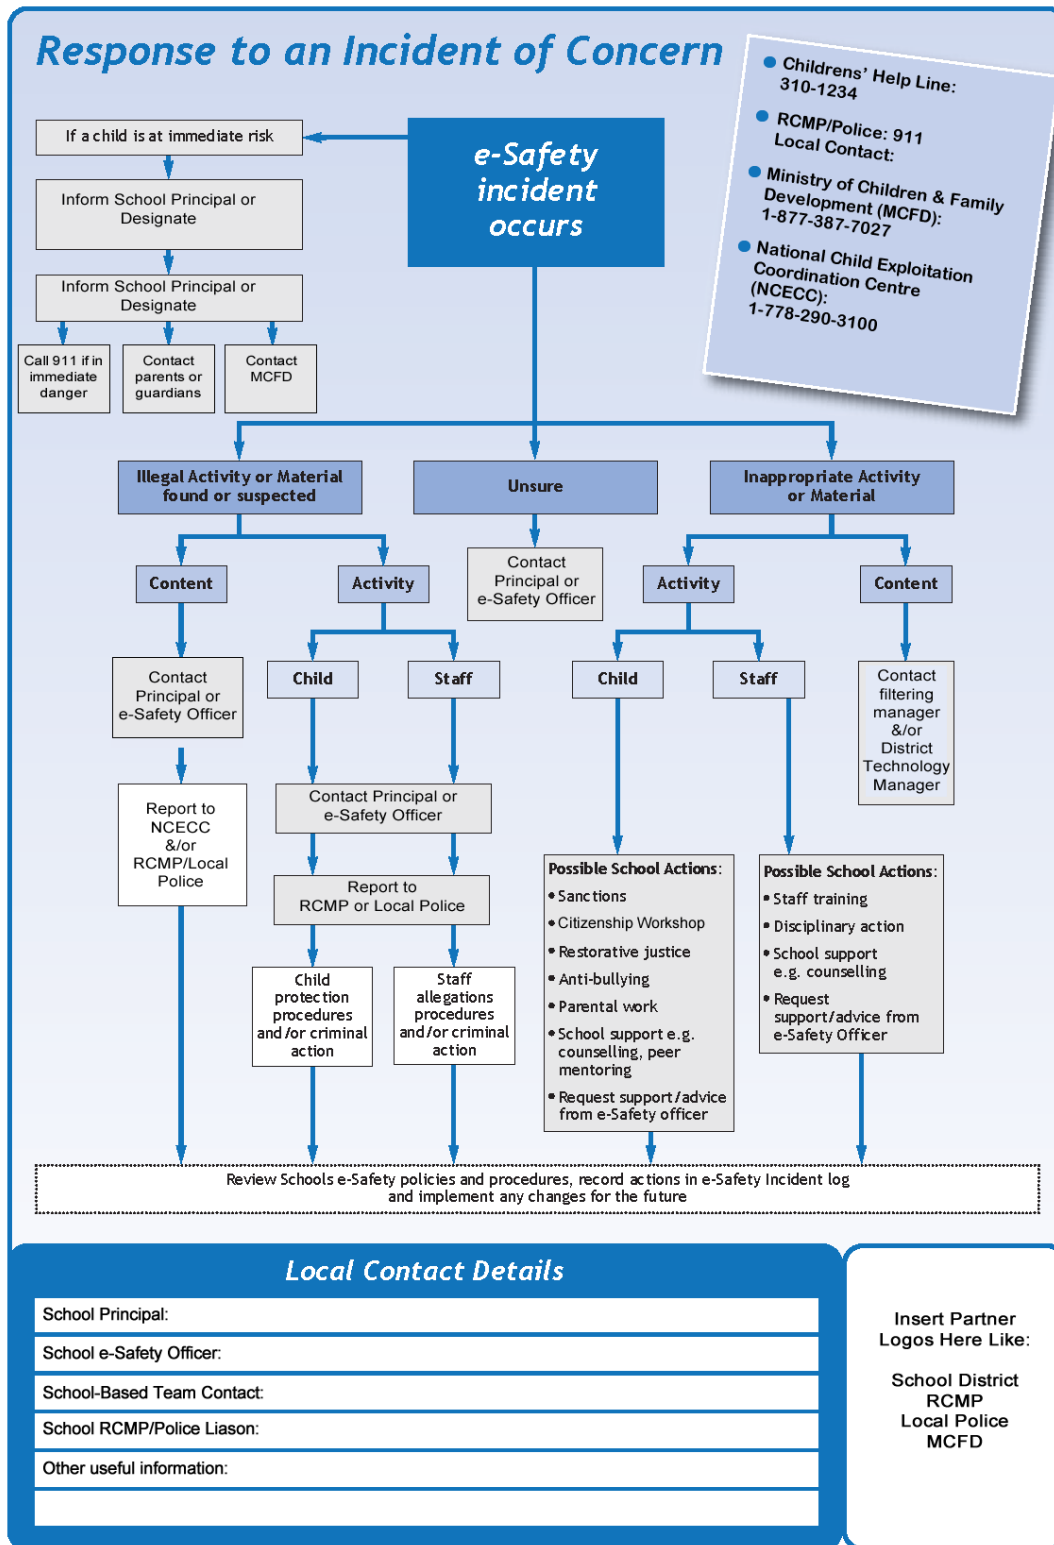 Response to an Incident of Concern
Childrens' Help Line:
310-1234
RCMP/Police: 911
Local Contact:
Ministry of Children & Family
Development (MCFD):
1-877-387-7027
National Child Exploitation
Coordination Centre
(NCECC):
1-778-290-3100
If a child is at immediate risk
e-Safety
incident
occurs
Inform School Principal or
Designate
Inform School Principal or
Designate
Call 911 if in
immediate
danger
Contact
parents or
guardians
Contact
MCFD
Illegal Activity or Material
found or suspected
Unsure
Inappropriate Activity
or Material
Content
Activity
Contact
Principal or
e-Safety Officer
Activity
Content
Contact
Principal or
e-Safety Officer
Child
Staff
Child
Staff
Contact
filtering
manager
&/or
District
Technology
Manager
Report to
NCECC
&/or
RCMP/Local
Police
Contact Principal or
e-Safety Officer
Report to
RCMP or Local Police
Child
protection
procedures
and/or criminal
action
Staff
allegations
procedures
and/or criminal
action
Possible School Actions:
• Sanctions
• Citizenship Workshop
• Restorative justice
• Anti-bullying
• Parental work
• School support e.g.
counselling, peer
mentoring
• Request support/advice
from e-Safety officer
Possible School Actions:
• Staff training
• Disciplinary action
• School support
e.g. counselling
• Request
support/advice from
e-Safety Officer
Review Schools e-Safety policies and procedures, record actions in e-Safety Incident log
and implement any changes for the future
Local Contact Details
School Principal:
School e-Safety Officer:
School-Based Team Contact:
School RCMP/Police Liason:
Other useful information:
Insert Partner
Logos Here Like:
School District
RCMP
Local Police
MCFD